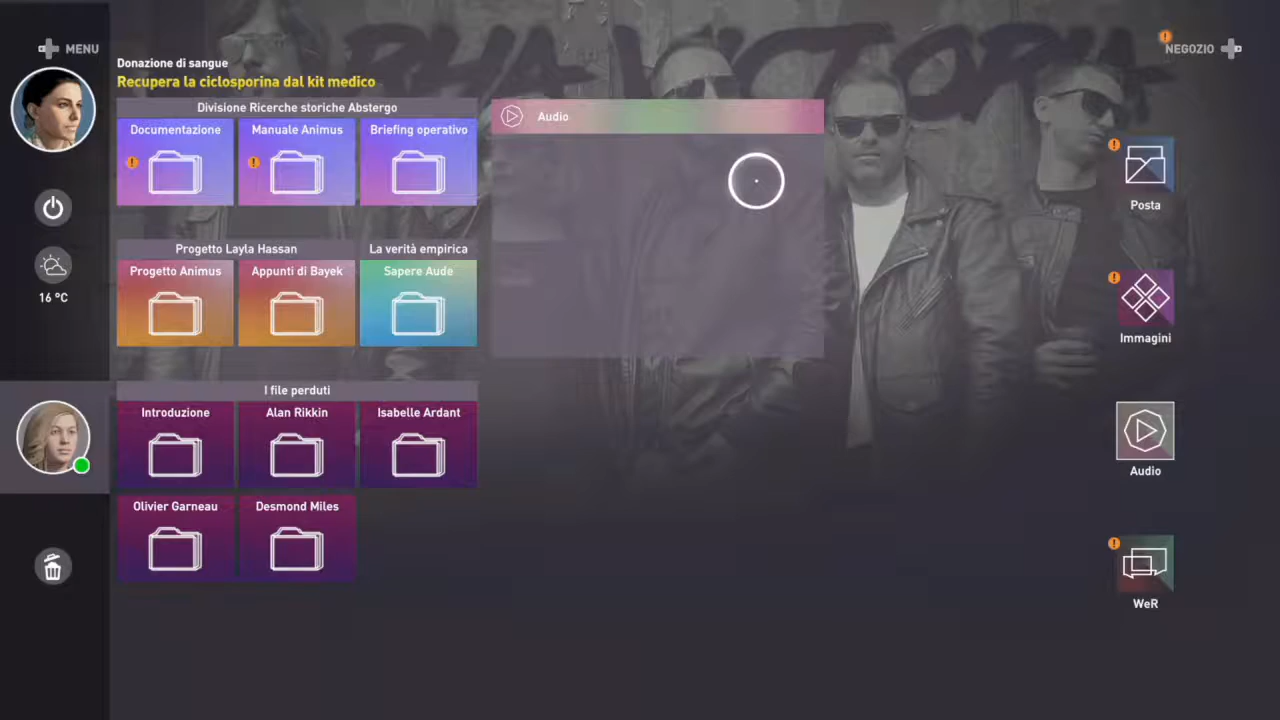 MENU
NEGOZIO
Donazione di sangue
Recupera la ciclosporina dal kit medico
Divisione Ricerche storiche Abstergo
Documentazione
Manuale Animus
Briefing operativo
Progetto Layla Hassan
La verità empirica
Progetto Animus
Appunti di Bayek
Sapere Aude
I file perduti
Introduzione
Alan Rikkin
Isabelle Ardant
Olivier Garneau
Desmond Miles
Audio
16 °C
Posta
Immagini
Audio
WeR